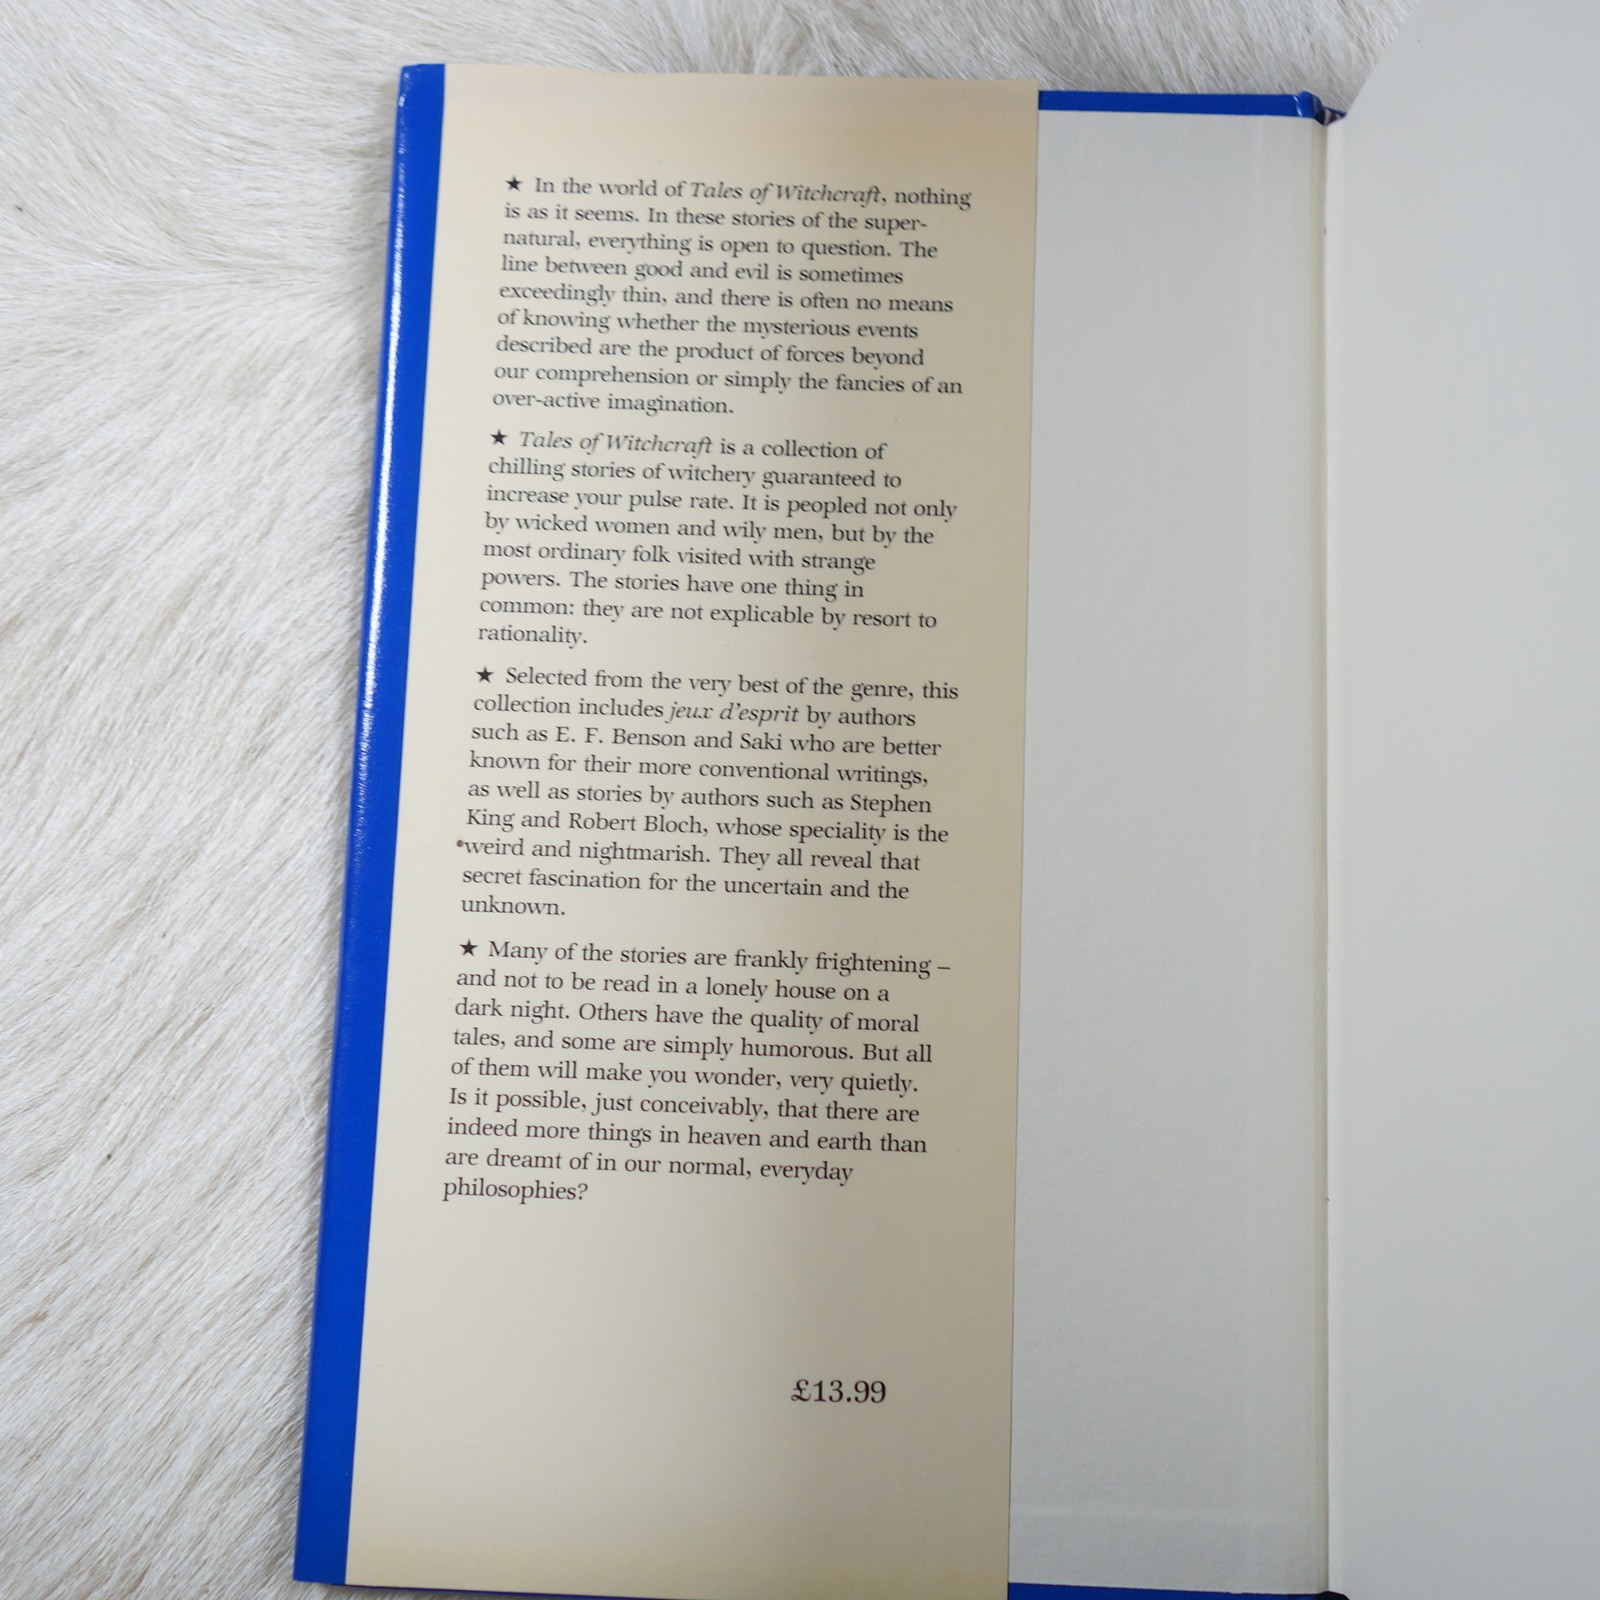 ★ In the world of Tales of Witchcraft, nothing
is as it seems. In these stories of the super-
natural, everything is open to question. The
line between good and evil is sometimes
exceedingly thin, and there is often no means
of knowing whether the mysterious events
described are the product of forces beyond
our comprehension or simply the fancies of an
over-active imagination.
★ Tales of Witchcraft is a collection of
chilling stories of witchery guaranteed to
increase your pulse rate. It is peopled not only
by wicked women and wily men, but by the
most ordinary folk visited with strange
powers. The stories have one thing in
common: they are not explicable by resort to
rationality.
★ Selected from the very best of the genre, this
collection includes jeux d'esprit by authors
such as E. F. Benson and Saki who are better
known for their more conventional writings,
as well as stories by authors such as Stephen
King and Robert Bloch, whose speciality is the
weird and nightmarish. They all reveal that
secret fascination for the uncertain and the
unknown.
★ Many of the stories are frankly frightening –
and not to be read in a lonely house on a
dark night. Others have the quality of moral
tales, and some are simply humorous. But all
of them will make you wonder, very quietly.
Is it possible, just conceivably, that there are
indeed more things in heaven and earth than
are dreamt of in our normal, everyday
philosophies?
£13.99